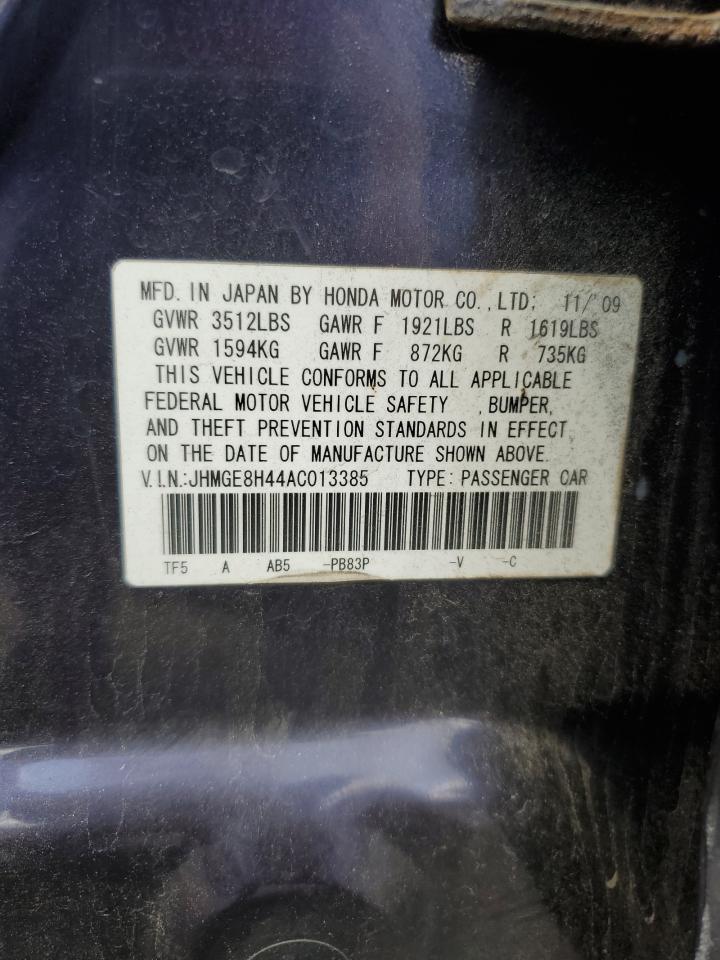 MFD. IN JAPAN BY HONDA MOTOR CO., LTD; 11/'09
GVWR 3512LBS GAWR F 1921LBS R 1619LBS
GVWR 1594KG GAWR F 872KG R 735KG
THIS VEHICLE CONFORMS TO ALL APPLICABLE
FEDERAL MOTOR VEHICLE SAFETY , BUMPER,
AND THEFT PREVENTION STANDARDS IN EFFECT
ON THE DATE OF MANUFACTURE SHOWN ABOVE.
V.I.N.:JHMGE8H44AC013385 TYPE: PASSENGER CAR
TF5 A AB5 -PB83P -V -C